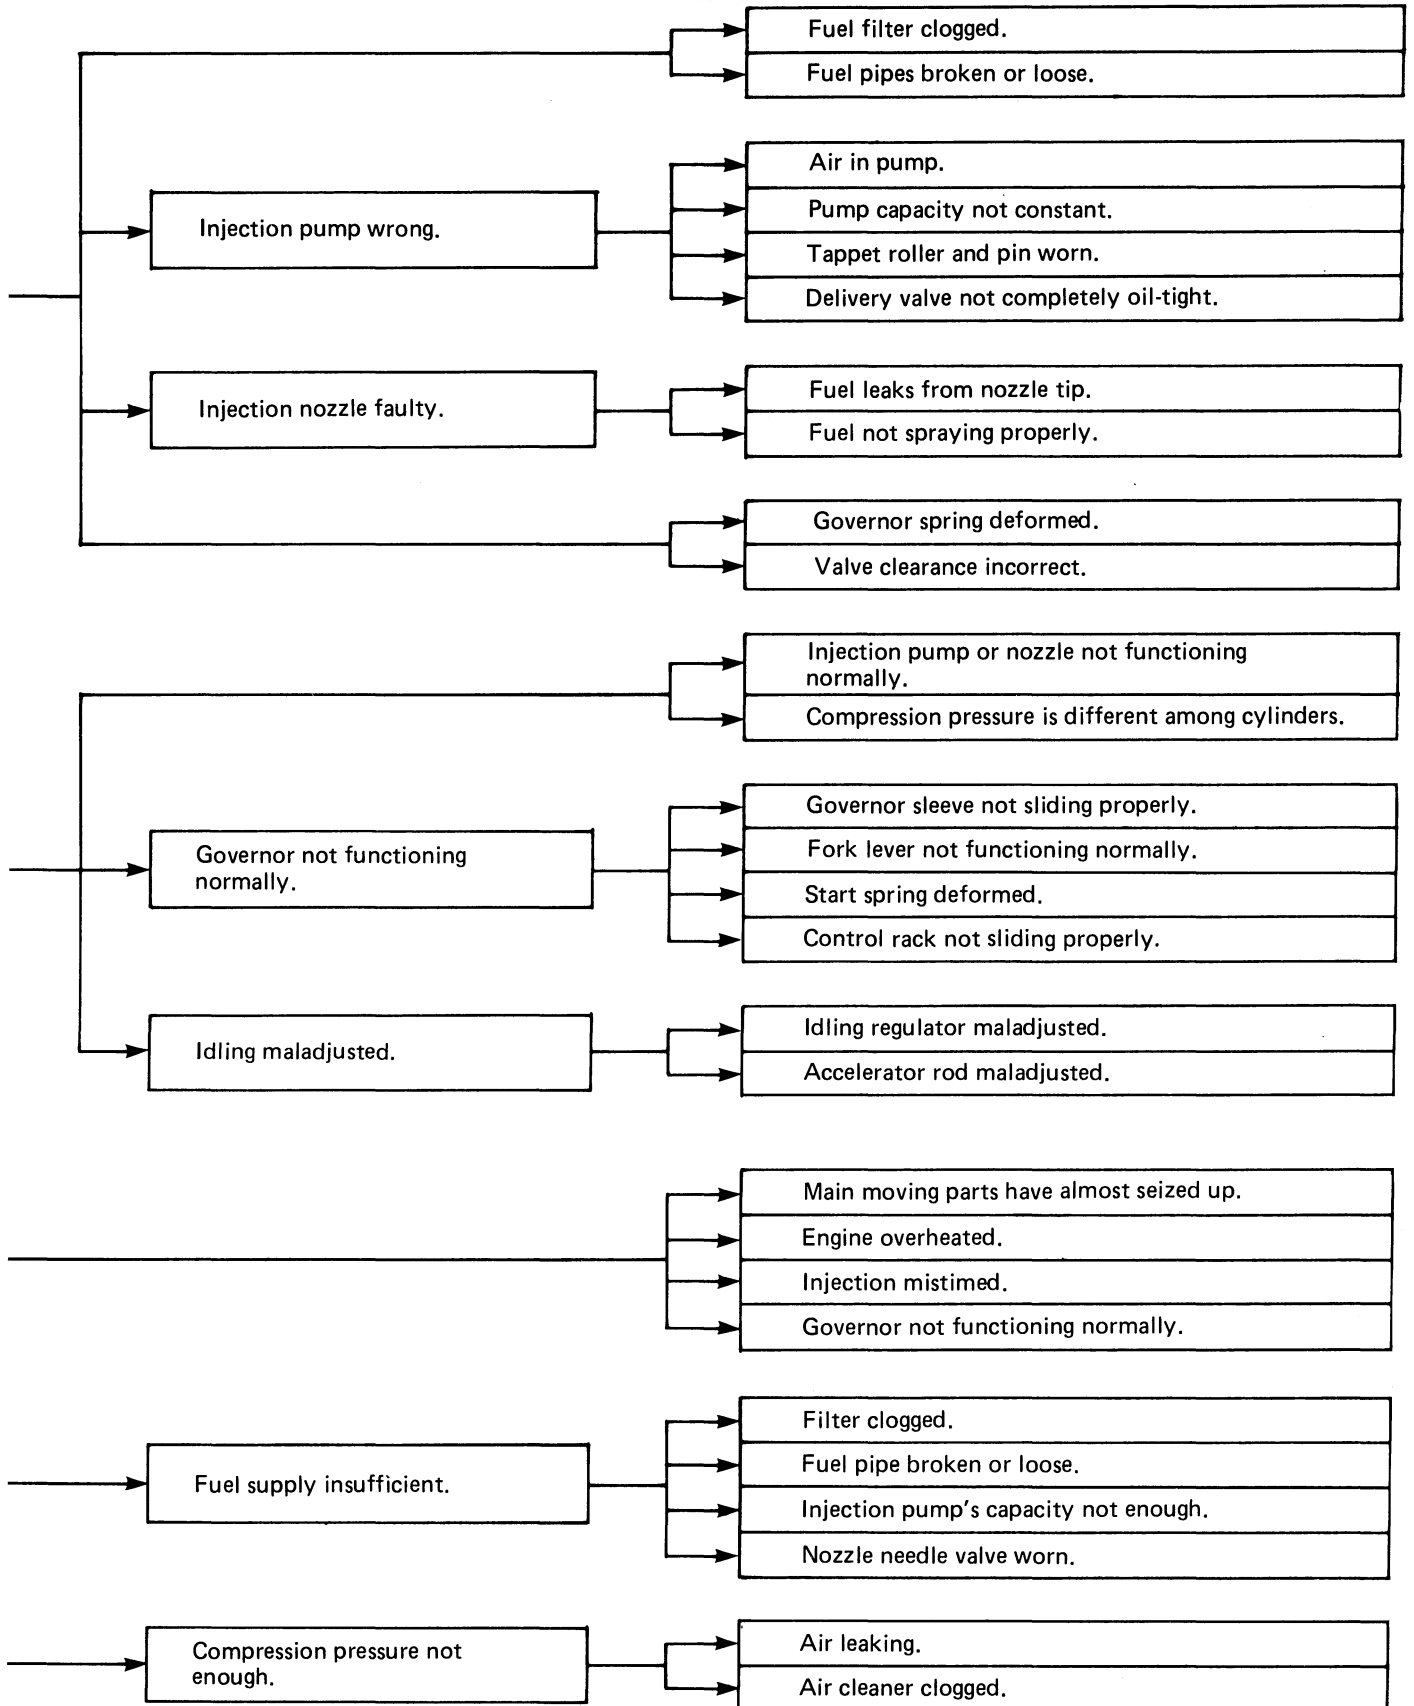 Fuel filter clogged.
Fuel pipes broken or loose.
Injection pump wrong.
Air in pump.
Pump capacity not constant.
Tappet roller and pin worn.
Delivery valve not completely oil-tight.
Injection nozzle faulty.
Fuel leaks from nozzle tip.
Fuel not spraying properly.
Governor spring deformed.
Valve clearance incorrect.
Injection pump or nozzle not functioning
normally.
Compression pressure is different among cylinders.
Governor not functioning
normally.
Governor sleeve not sliding properly.
Fork lever not functioning normally.
Start spring deformed.
Control rack not sliding properly.
Idling maladjusted.
Idling regulator maladjusted.
Accelerator rod maladjusted.
Main moving parts have almost seized up.
Engine overheated.
Injection mistimed.
Governor not functioning normally.
Fuel supply insufficient.
Filter clogged.
Fuel pipe broken or loose.
Injection pump's capacity not enough.
Nozzle needle valve worn.
Compression pressure not
enough.
Air leaking.
Air cleaner clogged.